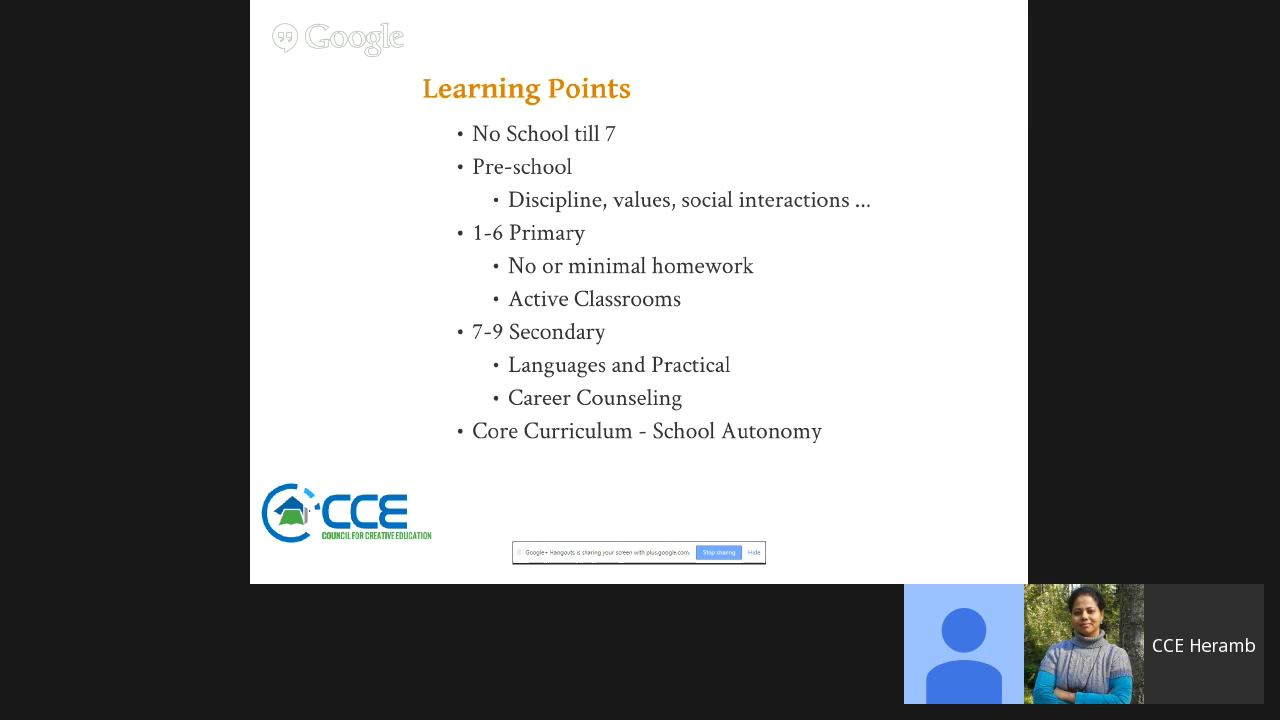 Google
Learning Points
• No School till 7
• Pre-school
• Discipline, values, social interactions ...
• 1-6 Primary
• No or minimal homework
• Active Classrooms
• 7-9 Secondary
• Languages and Practical
• Career Counseling
• Core Curriculum - School Autonomy
CCE
COUNCIL FOR CREATIVE EDUCATION
Google+ Hangouts is sharing your screen with plus.google.com. Stop sharing Hide
CCE Heramb